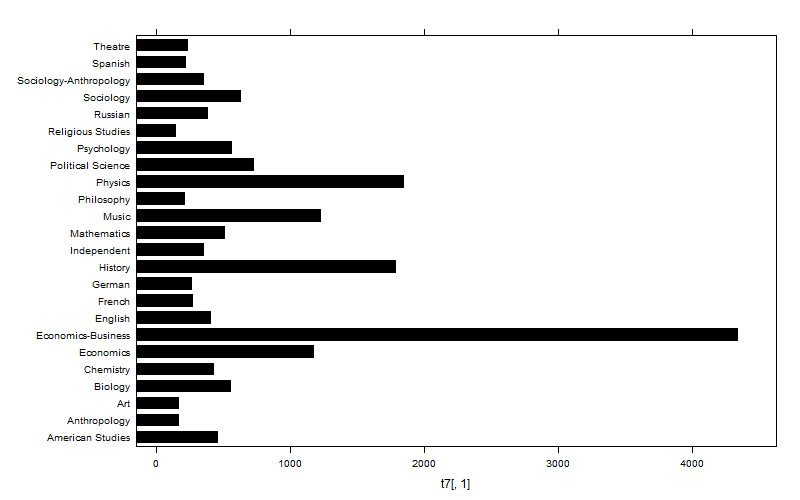 Theatre
Spanish
Sociology-Anthropology
Sociology
Russian
Religious Studies
Psychology
Political Science
Physics
Philosophy
Music
Mathematics
Independent
History
German
French
English
Economics-Business
Economics
Chemistry
Biology
Art
Anthropology
American Studies
0 1000 2000 3000 4000
t7[, 1]